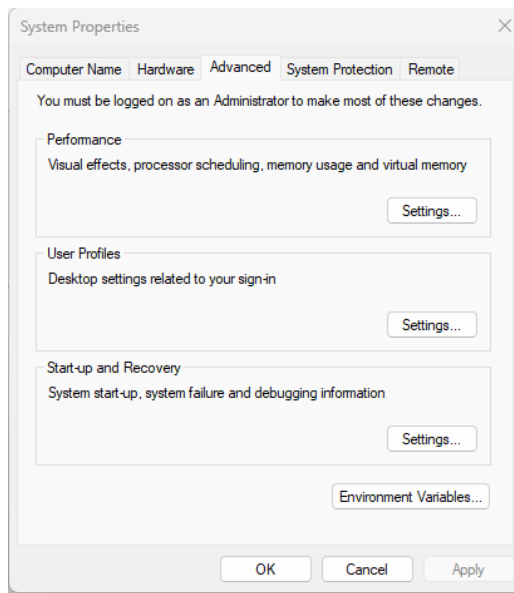 System Properties
Computer Name Hardware Advanced System Protection Remote
You must be logged on as an Administrator to make most of these changes.
Performance
Visual effects, processor scheduling, memory usage and virtual memory
Settings...
User Profiles
Desktop settings related to your sign-in
Settings...
Start-up and Recovery
System start-up, system failure and debugging information
Settings...
Environment Variables...
OK Cancel Apply